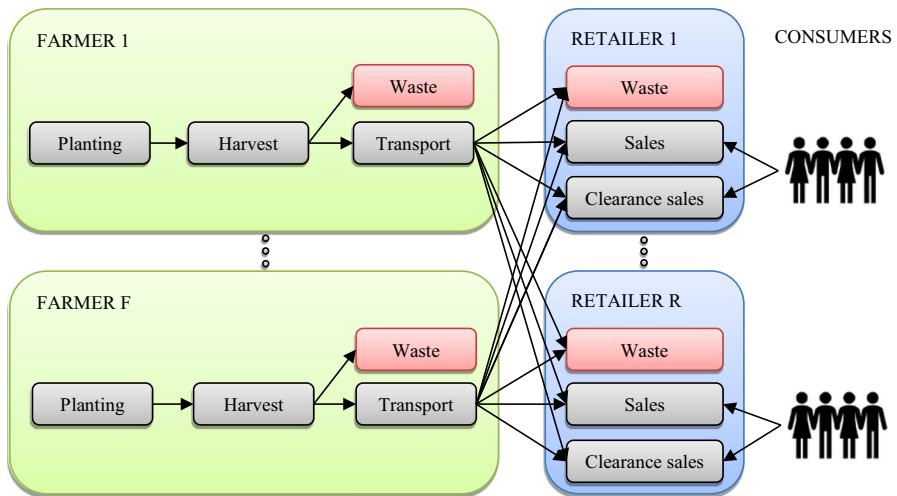 FARMER 1
RETAILER 1
CONSUMERS
Waste
Waste
Planting
Harvest
Transport
Sales
Clearance sales
FARMER F
RETAILER R
Waste
Waste
Planting
Harvest
Transport
Sales
Clearance sales